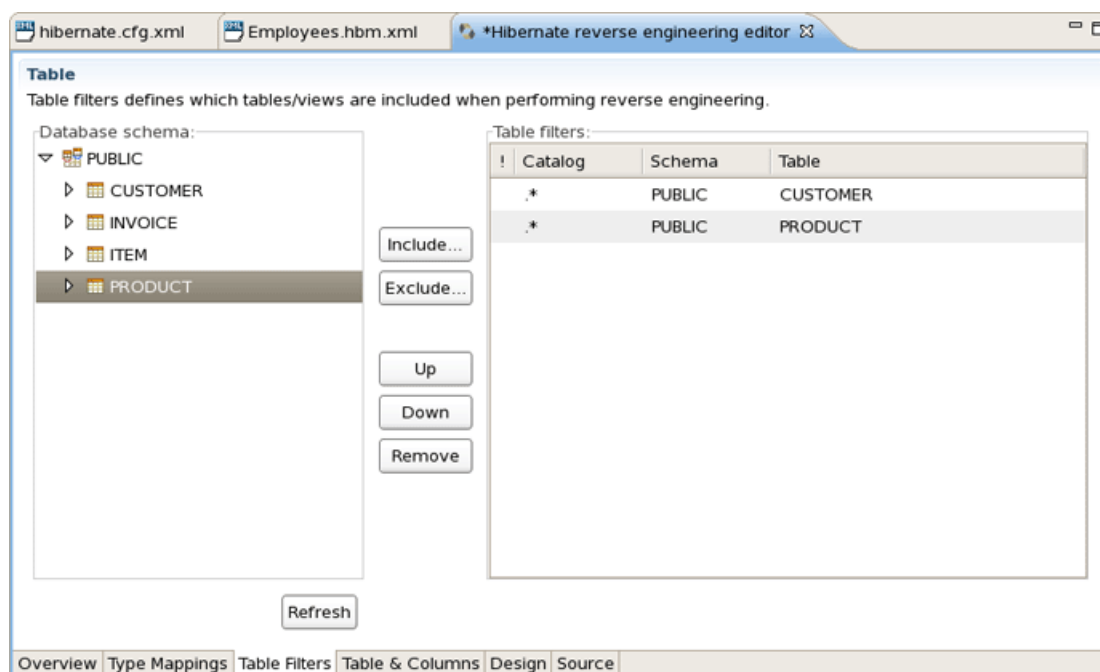 hibernate.cfg.xml Employees.hbm.xml *Hibernate reverse engineering editor
Table
Table filters defines which tables/views are included when performing reverse engineering.
Database schema:
PUBLIC
CUSTOMER
INVOICE
ITEM
PRODUCT
Include...
Exclude...
Up
Down
Remove
Table filters:
! Catalog Schema Table
.* PUBLIC CUSTOMER
.* PUBLIC PRODUCT
Refresh
Overview Type Mappings Table Filters Table & Columns Design Source